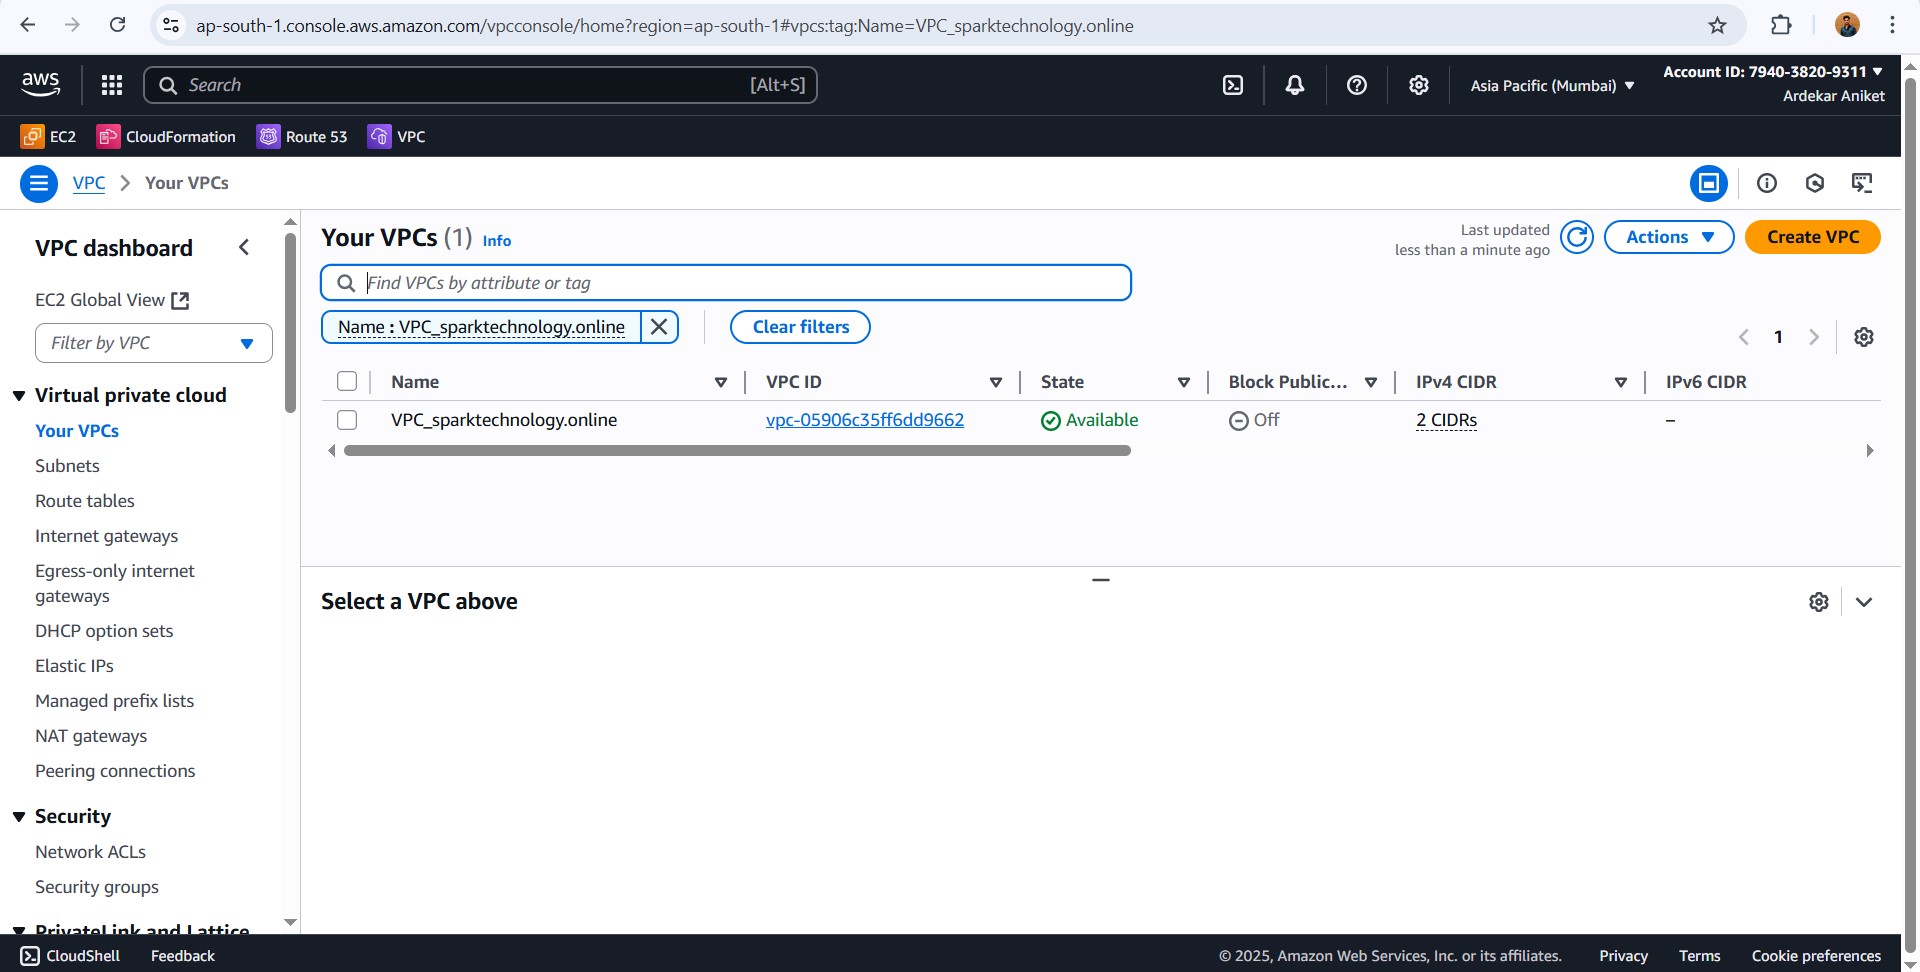 ap-south-1.console.aws.amazon.com/vpcconsole/home?region=ap-south-1#vpcs:tag:Name=VPC_sparktechnology.online
aws
Search
[Alt+S]
Asia Pacific (Mumbai)
Account ID: 7940-3820-9311
Ardekar Aniket
EC2
CloudFormation
Route 53
VPC
VPC
Your VPCs
VPC dashboard
EC2 Global View
Filter by VPC
Virtual private cloud
Your VPCs
Subnets
Route tables
Internet gateways
Egress-only internet
gateways
DHCP option sets
Elastic IPs
Managed prefix lists
NAT gateways
Peering connections
Security
Network ACLs
Security groups
PrivateLink and Lattice
Your VPCs (1) Info
Last updated
less than a minute ago
Actions
Create VPC
Find VPCs by attribute or tag
Name : VPC_sparktechnology.online
Clear filters
1
Name
VPC ID
State
Block Public...
IPv4 CIDR
IPv6 CIDR
VPC_sparktechnology.online
vpc-05906c35ff6dd9662
Available
Off
2 CIDRs
–
Select a VPC above
CloudShell
Feedback
© 2025, Amazon Web Services, Inc. or its affiliates.
Privacy
Terms
Cookie preferences